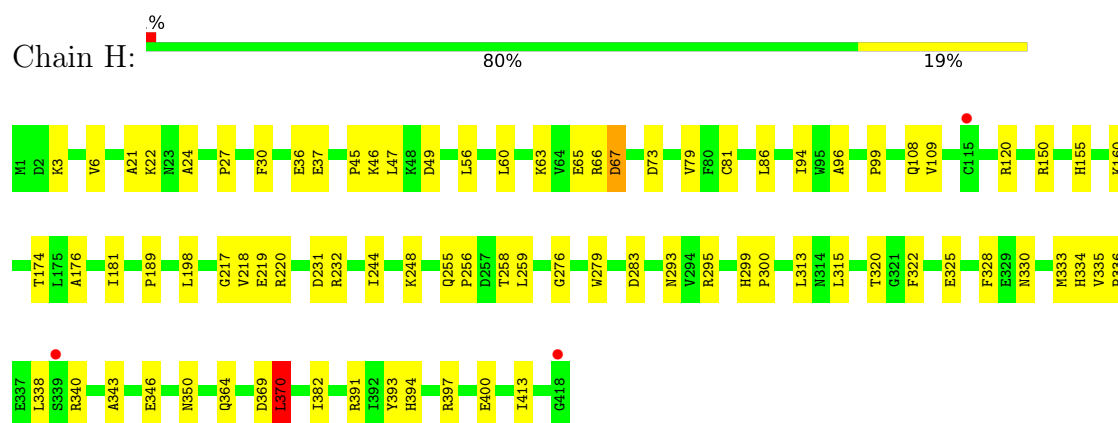 .%
Chain H:
80% 19%
M1 D2 K3 V6 A21 K22 N23 A24 P27 F30 E36 E37 P45 K46 L47 K48 D49 L56 L60 K63 V64 E65 R66 D67 D73 V79 F80 C81 L86 I94 W95 A96 P99 Q108 V109 C115 R120 R150 H155 K160
T174 L175 A176 I181 P189 L198 G217 V218 E219 R220 D231 R232 I244 K248 Q255 P256 D257 T258 L259 G276 W279 D283 N293 V294 R295 H299 P300 L313 N314 L315 T320 G321 F322 E325 F328 E329 N330 M333 H334 V335
E337 L338 S339 R340 A343 E346 N350 Q364 D369 L370 I382 R391 I392 Y393 H394 R397 E400 I413 G418